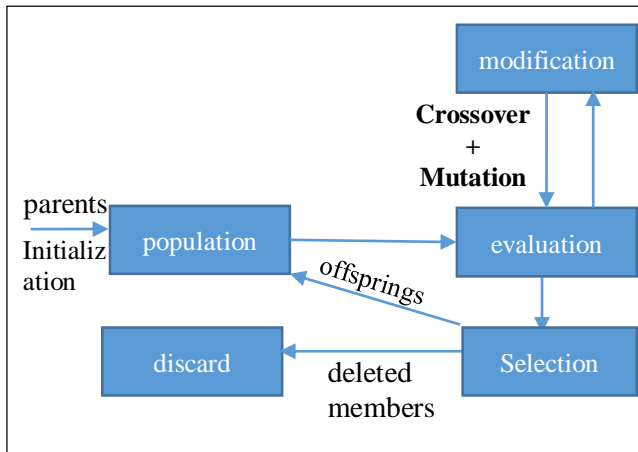 modification
Crossover
+
Mutation
parents
Initializ
ation
population
evaluation
offsprings
discard
deleted
members
Selection